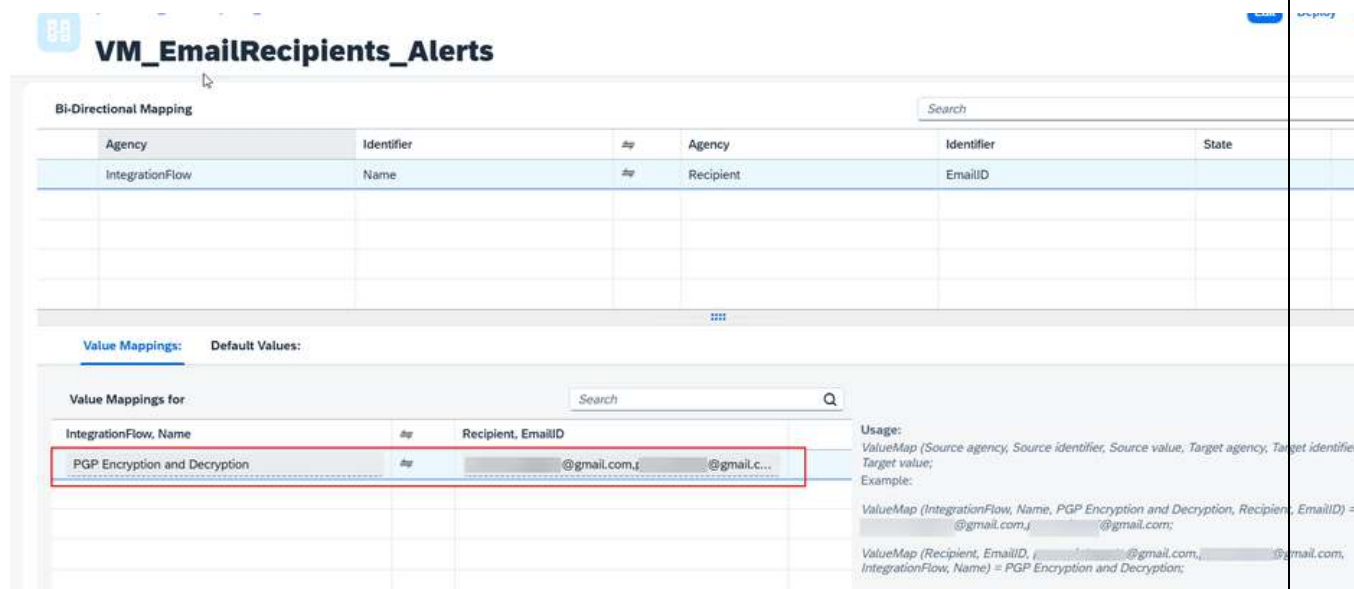 Edit Deploy
VM_EmailRecipients_Alerts
Bi-Directional Mapping
Search
Agency Identifier ⇌ Agency Identifier State
IntegrationFlow Name ⇌ Recipient EmailID
Value Mappings: Default Values:
Value Mappings for
Search
IntegrationFlow, Name ⇌ Recipient, EmailID
PGP Encryption and Decryption ⇌ @gmail.com, @gmail.c...
Usage:
ValueMap (Source agency, Source identifier, Source value, Target agency, Target identifier
Target value;
Example:
ValueMap (IntegrationFlow, Name, PGP Encryption and Decryption, Recipient, EmailID) =
@gmail.com, @gmail.com;
ValueMap (Recipient, EmailID, @gmail.com, @gmail.com,
IntegrationFlow, Name) = PGP Encryption and Decryption;